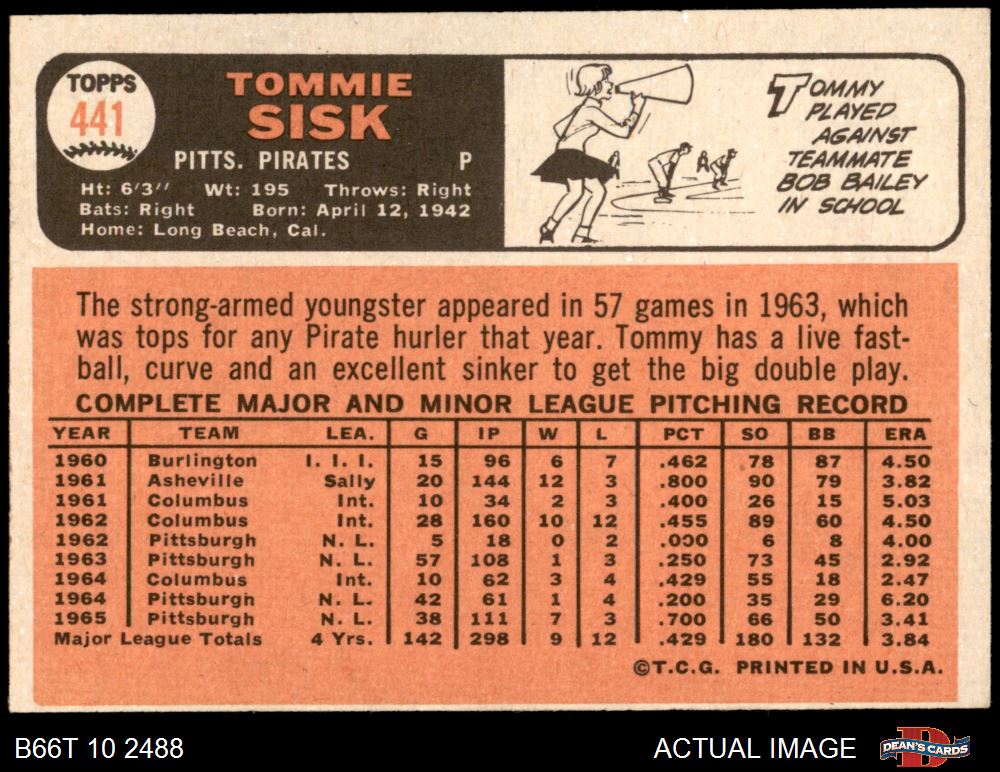 TOPPS
441
TOMMIE
SISK
PITTS. PIRATES P
Ht: 6'3" Wt: 195 Throws: Right
Bats: Right Born: April 12, 1942
Home: Long Beach, Cal.
TOMMY
PLAYED
AGAINST
TEAMMATE
BOB BAILEY
IN SCHOOL
The strong-armed youngster appeared in 57 games in 1963, which
was tops for any Pirate hurler that year. Tommy has a live fast-
ball, curve and an excellent sinker to get the big double play.
COMPLETE MAJOR AND MINOR LEAGUE PITCHING RECORD
YEAR TEAM LEA. G IP W L PCT SO BB ERA
1960 Burlington I. I. I. 15 96 6 7 .462 78 87 4.50
1961 Asheville Sally 20 144 12 3 .800 90 79 3.82
1961 Columbus Int. 10 34 2 3 .400 26 15 5.03
1962 Columbus Int. 28 160 10 12 .455 89 60 4.50
1962 Pittsburgh N. L. 5 18 0 2 .000 6 8 4.00
1963 Pittsburgh N. L. 57 108 1 3 .250 73 45 2.92
1964 Columbus Int. 10 62 3 4 .429 55 18 2.47
1964 Pittsburgh N. L. 42 61 1 4 .200 35 29 6.20
1965 Pittsburgh N. L. 38 111 7 3 .700 66 50 3.41
Major League Totals 4 Yrs. 142 298 9 12 .429 180 132 3.84
©T.C.G. PRINTED IN U.S.A.
B66T 10 2488 ACTUAL IMAGE DEAN'S CARDS